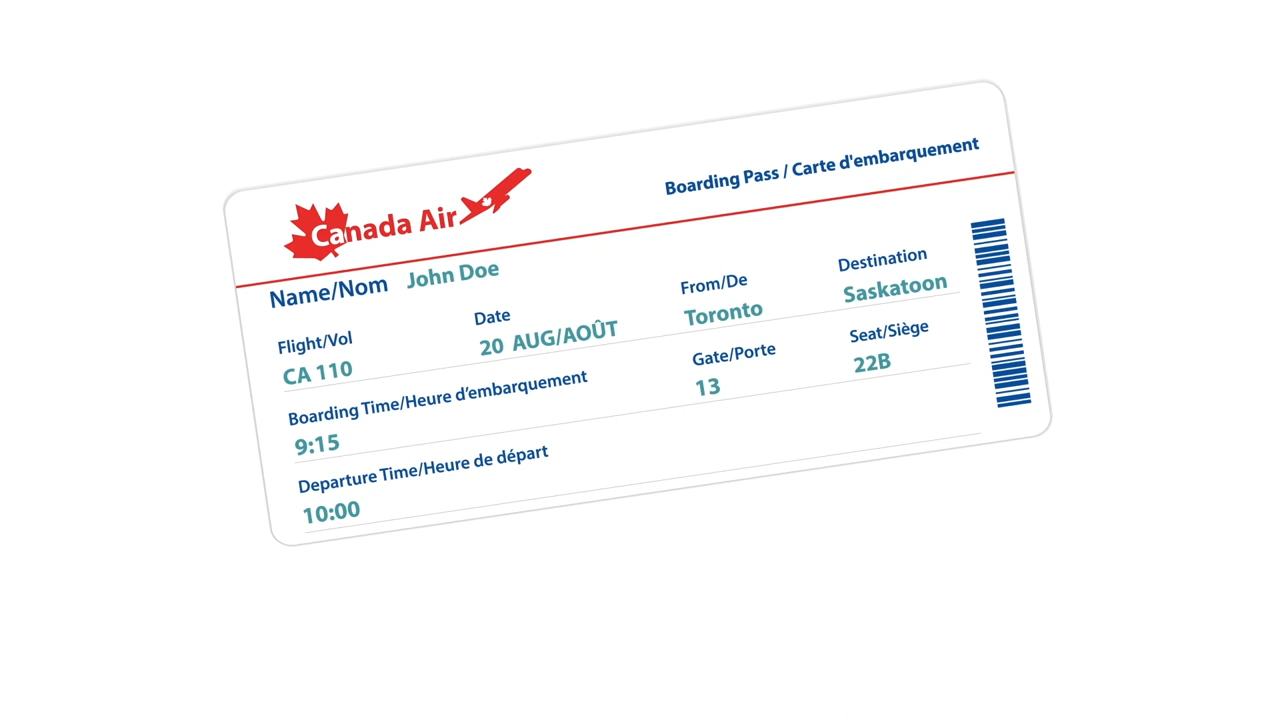 Canada Air
Boarding Pass / Carte d'embarquement
Name/Nom John Doe
Flight/Vol Date From/De Destination
CA 110 20 AUG/AOÛT Toronto Saskatoon
Boarding Time/Heure d’embarquement Gate/Porte Seat/Siège
9:15 13 22B
Departure Time/Heure de départ
10:00